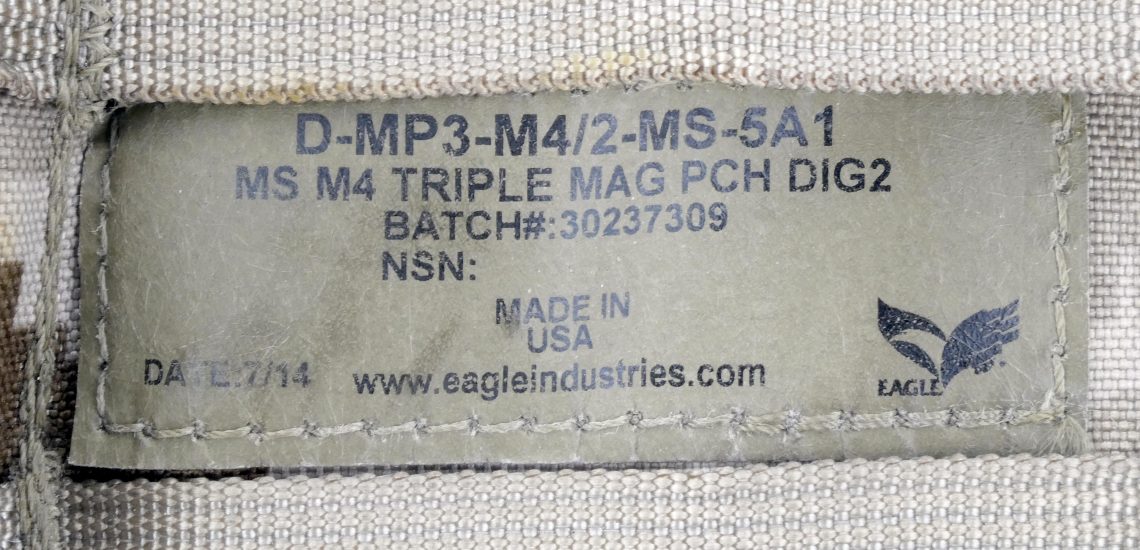 D-MP3-M4/2-MS-5A1
MS M4 TRIPLE MAG PCH DIG2
BATCH#:30237309
NSN:
MADE IN
USA
DATE:7/14
www.eagleindustries.com
EAGLE